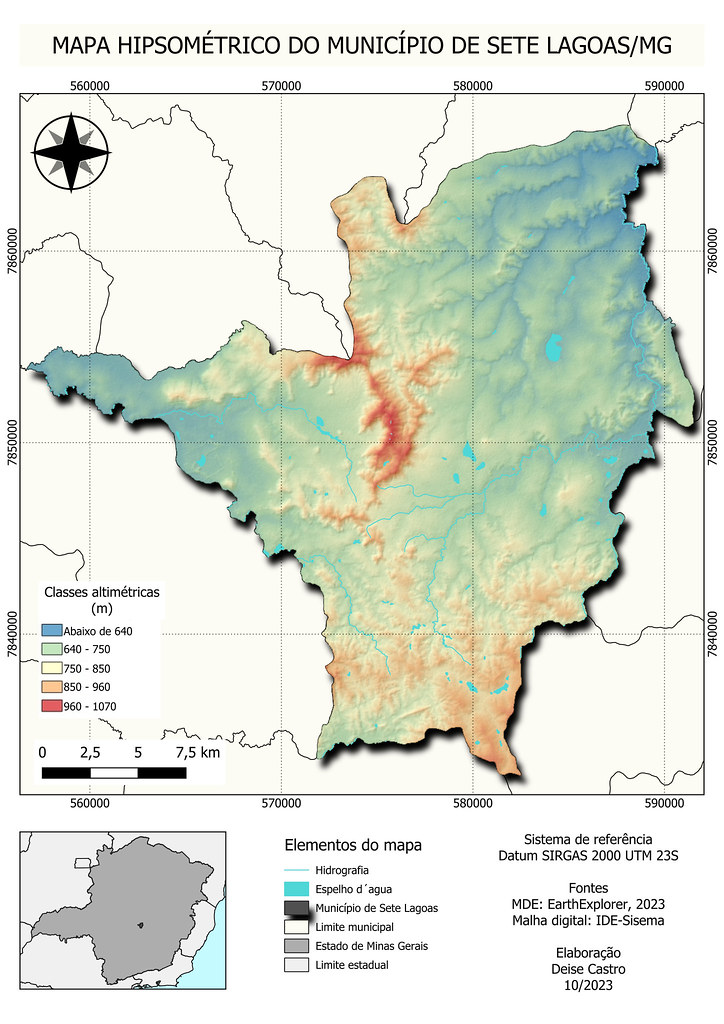 MAPA HIPSOMÉTRICO DO MUNICÍPIO DE SETE LAGOAS/MG
560000 570000 580000 590000
7860000 7860000
7850000 7850000
7840000 7840000
Classes altimétricas
(m)
Abaixo de 640
640 - 750
750 - 850
850 - 960
960 - 1070
0 2,5 5 7,5 km
560000 570000 580000 590000
Elementos do mapa
Hidrografia
Espelho d´agua
Município de Sete Lagoas
Limite municipal
Estado de Minas Gerais
Limite estadual
Sistema de referência
Datum SIRGAS 2000 UTM 23S
Fontes
MDE: EarthExplorer, 2023
Malha digital: IDE-Sisema
Elaboração
Deise Castro
10/2023